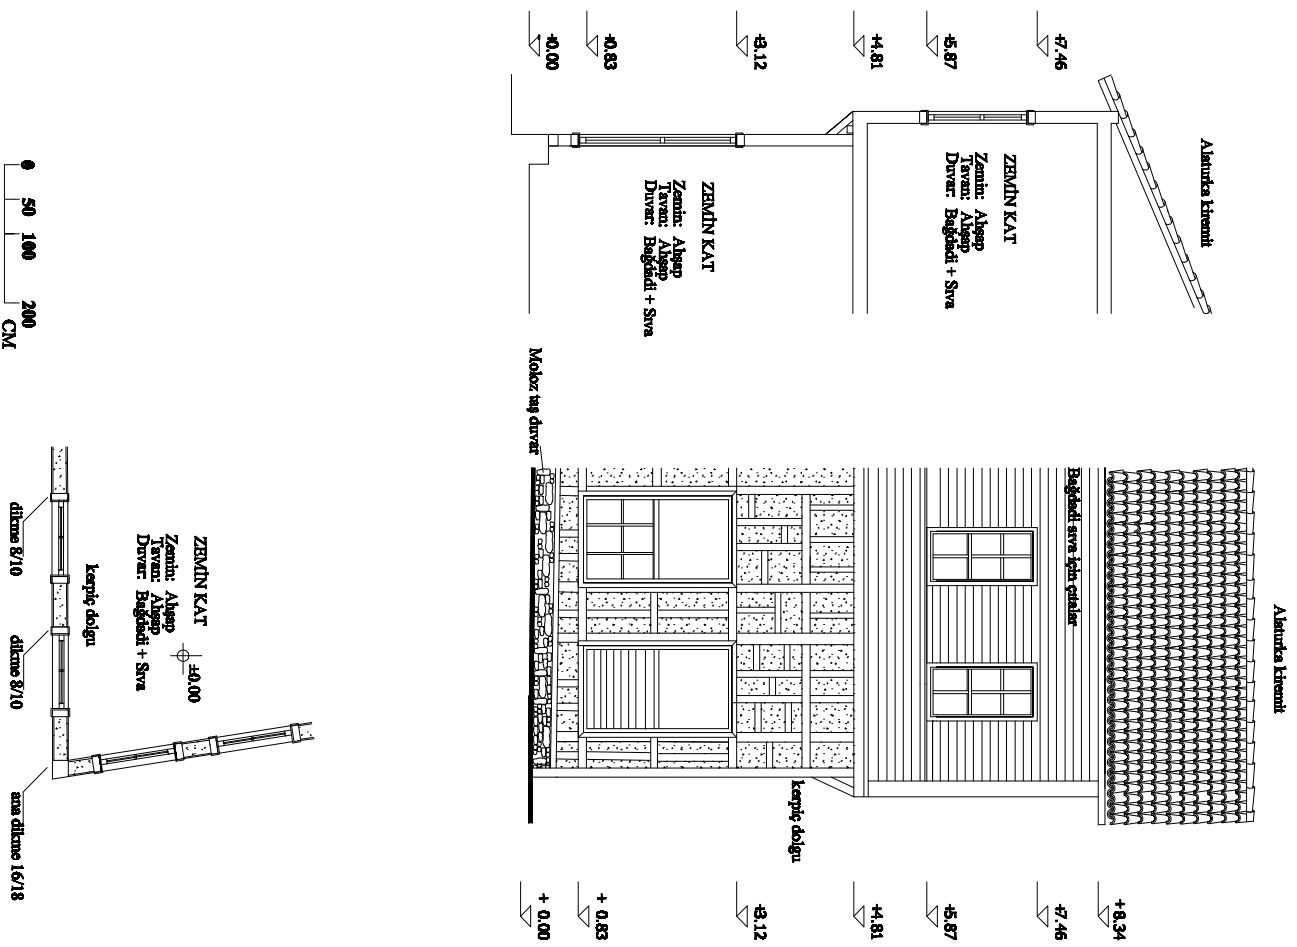 Alaturka kiremit
+7.46
+5.87
+4.81
+3.12
+0.83
+0.00
ZEMİN KAT
Zemin: Ahşap
Tavan: Ahşap
Duvar: Bağdadi + Sıva
ZEMİN KAT
Zemin: Ahşap
Tavan: Ahşap
Duvar: Bağdadi + Sıva
0 50 100 200
CM
Alaturka kiremit
Bağdadi sıva için çıtalar
Moloz taş duvar
kerpiç dolgu
+ 8.34
+7.46
+5.87
+4.81
+3.12
+ 0.83
+ 0.00
ZEMİN KAT
Zemin: Ahşap
Tavan: Ahşap
Duvar: Bağdadi + Sıva
±0.00
kerpiç dolgu
dikme 8/10
dikme 8/10
ana dikme 16/18